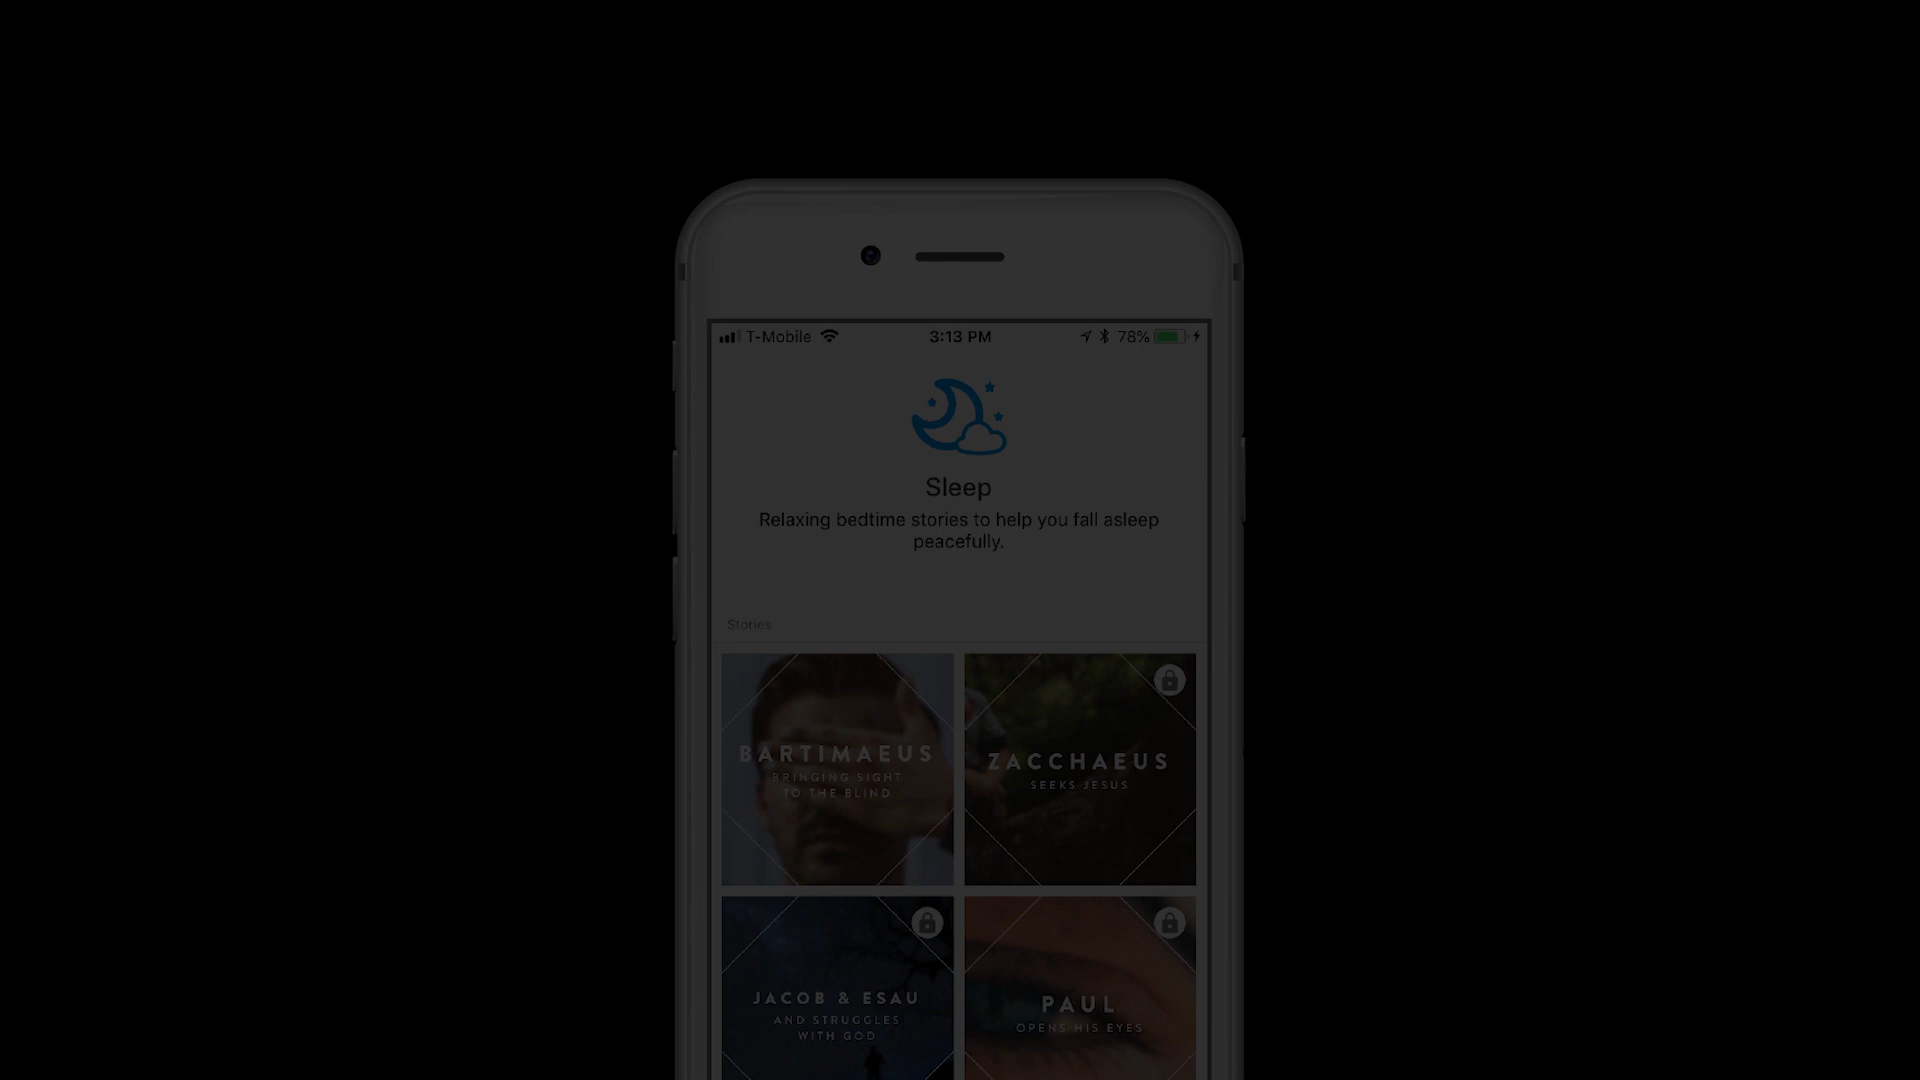 T-Mobile 3:13 PM 78%
Sleep
Relaxing bedtime stories to help you fall asleep
peacefully.
Stories
BARTIMAEUS
BRINGING SIGHT
TO THE BLIND
ZACCHAEUS
SEEKS JESUS
JACOB & ESAU
AND STRUGGLES
WITH GOD
PAUL
OPENS HIS EYES